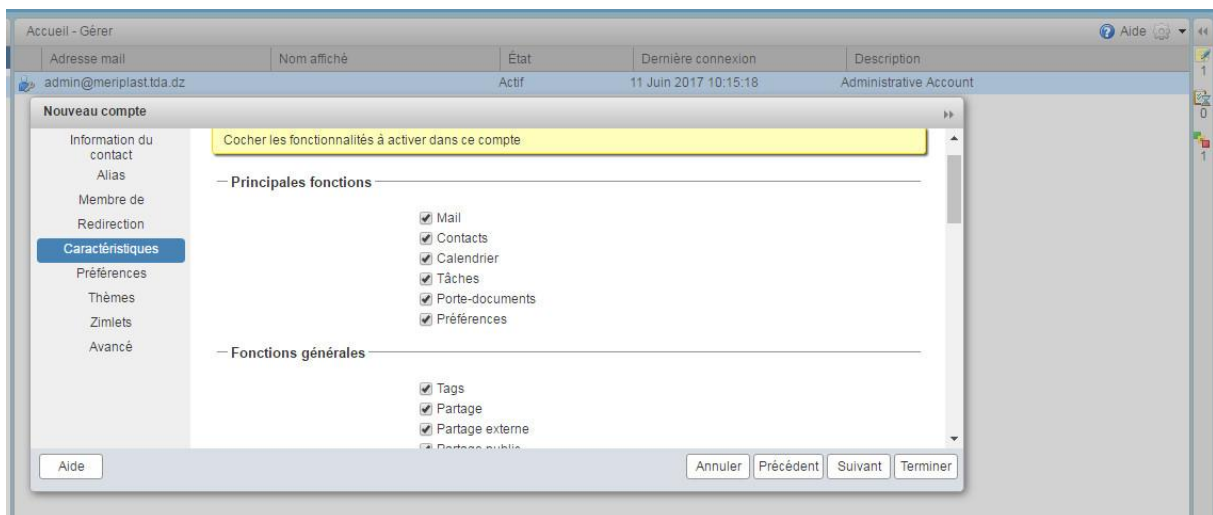 Accueil - Gérer
Aide
Adresse mail Nom affiché État Dernière connexion Description
admin@meriplast.tda.dz Actif 11 Juin 2017 10:15:18 Administrative Account
1
0
1
Nouveau compte
Information du
contact
Alias
Membre de
Redirection
Caractéristiques
Préférences
Thèmes
Zimlets
Avancé
Cocher les fonctionnalités à activer dans ce compte
Principales fonctions
Mail
Contacts
Calendrier
Tâches
Porte-documents
Préférences
Fonctions générales
Tags
Partage
Partage externe
Partage public
Aide
Annuler Précédent Suivant Terminer